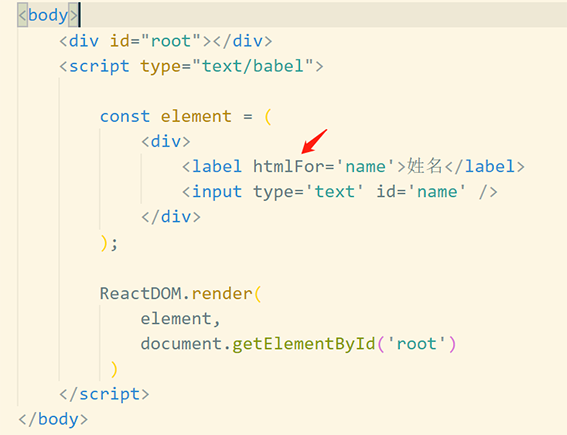 <body>
<div id="root"></div>
<script type="text/babel">
const element = (
<div>
<label htmlFor='name'>姓名</label>
<input type='text' id='name' />
</div>
);
ReactDOM.render(
element,
document.getElementById('root')
)
</script>
</body>